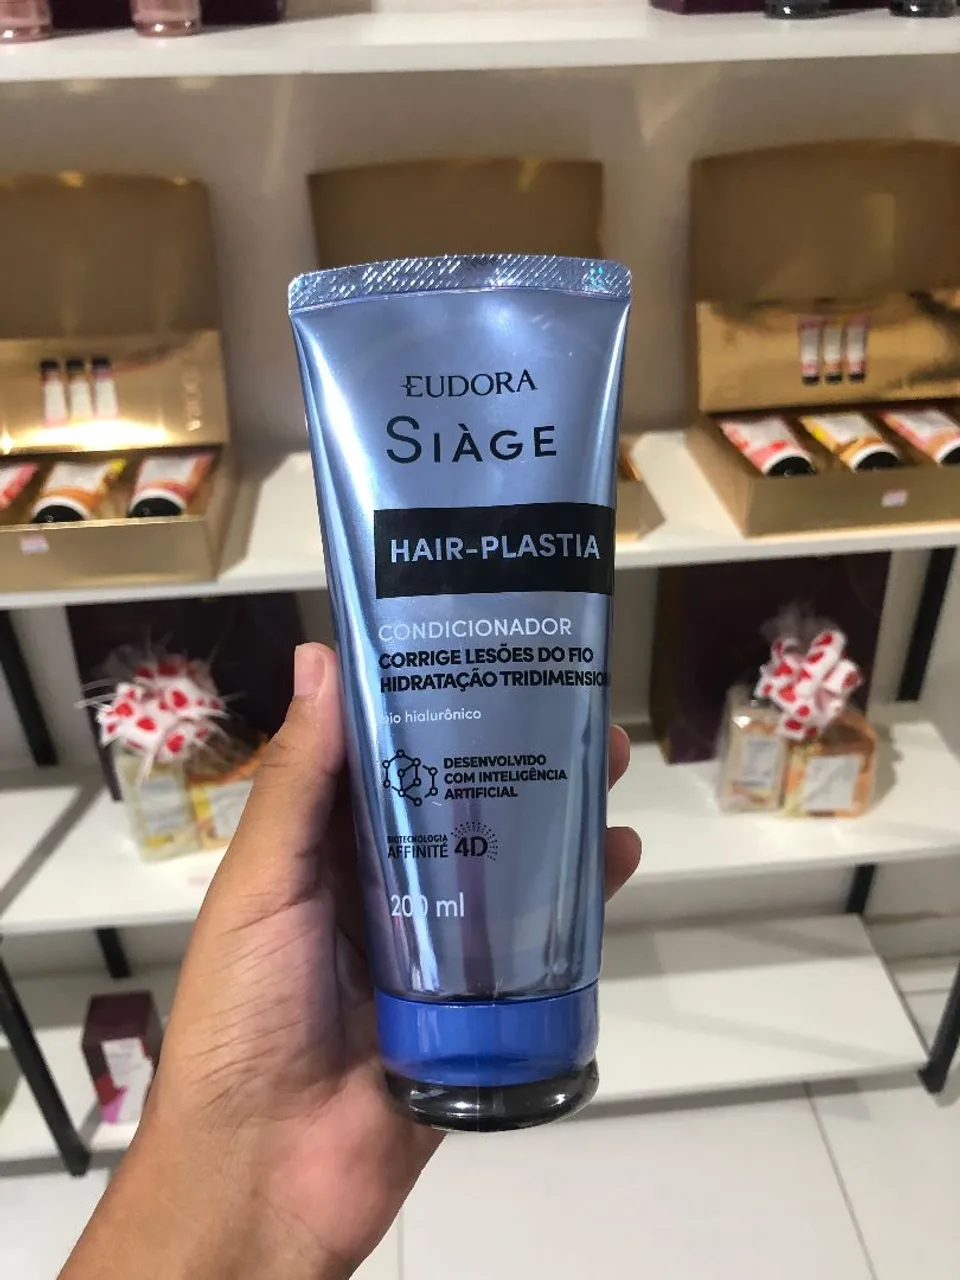 EUDORA
SIÀGE
HAIR-PLASTIA
CONDICIONADOR
CORRIGE LESÕES DO FIO
HIDRATAÇÃO TRIDIMENSION
bio hialurônico
DESENVOLVIDO
COM INTELIGÊNCIA
ARTIFICIAL
BIOTECNOLOGIA
AFFINITÉ 4D
200 ml